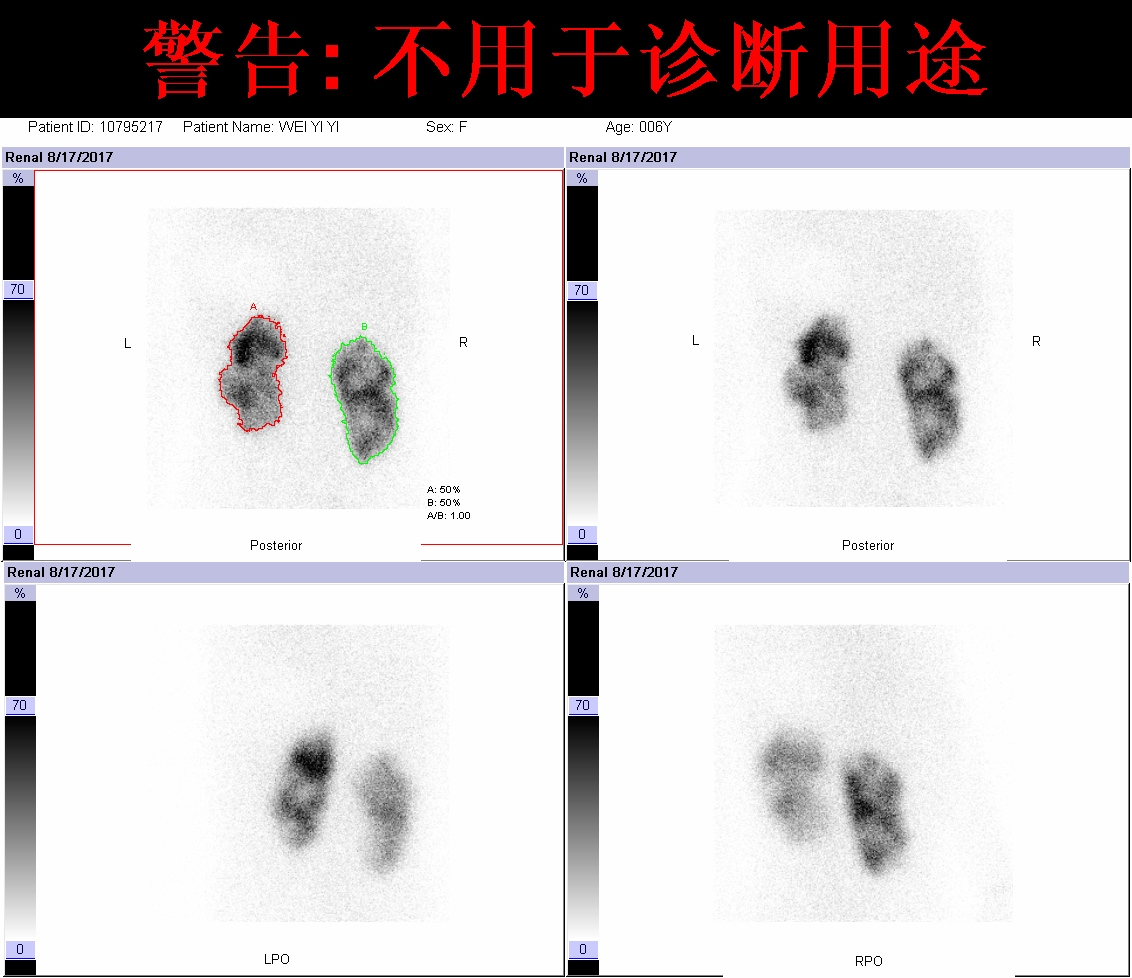 警告: 不用于诊断用途
Patient ID: 10795217 Patient Name: WEI YI YI Sex: F Age: 006Y
Renal 8/17/2017
%
70
0
A
B
L
R
A: 50%
B: 50%
A/B: 1.00
Posterior
Renal 8/17/2017
%
70
0
L
R
Posterior
Renal 8/17/2017
%
70
0
LPO
Renal 8/17/2017
%
70
0
RPO